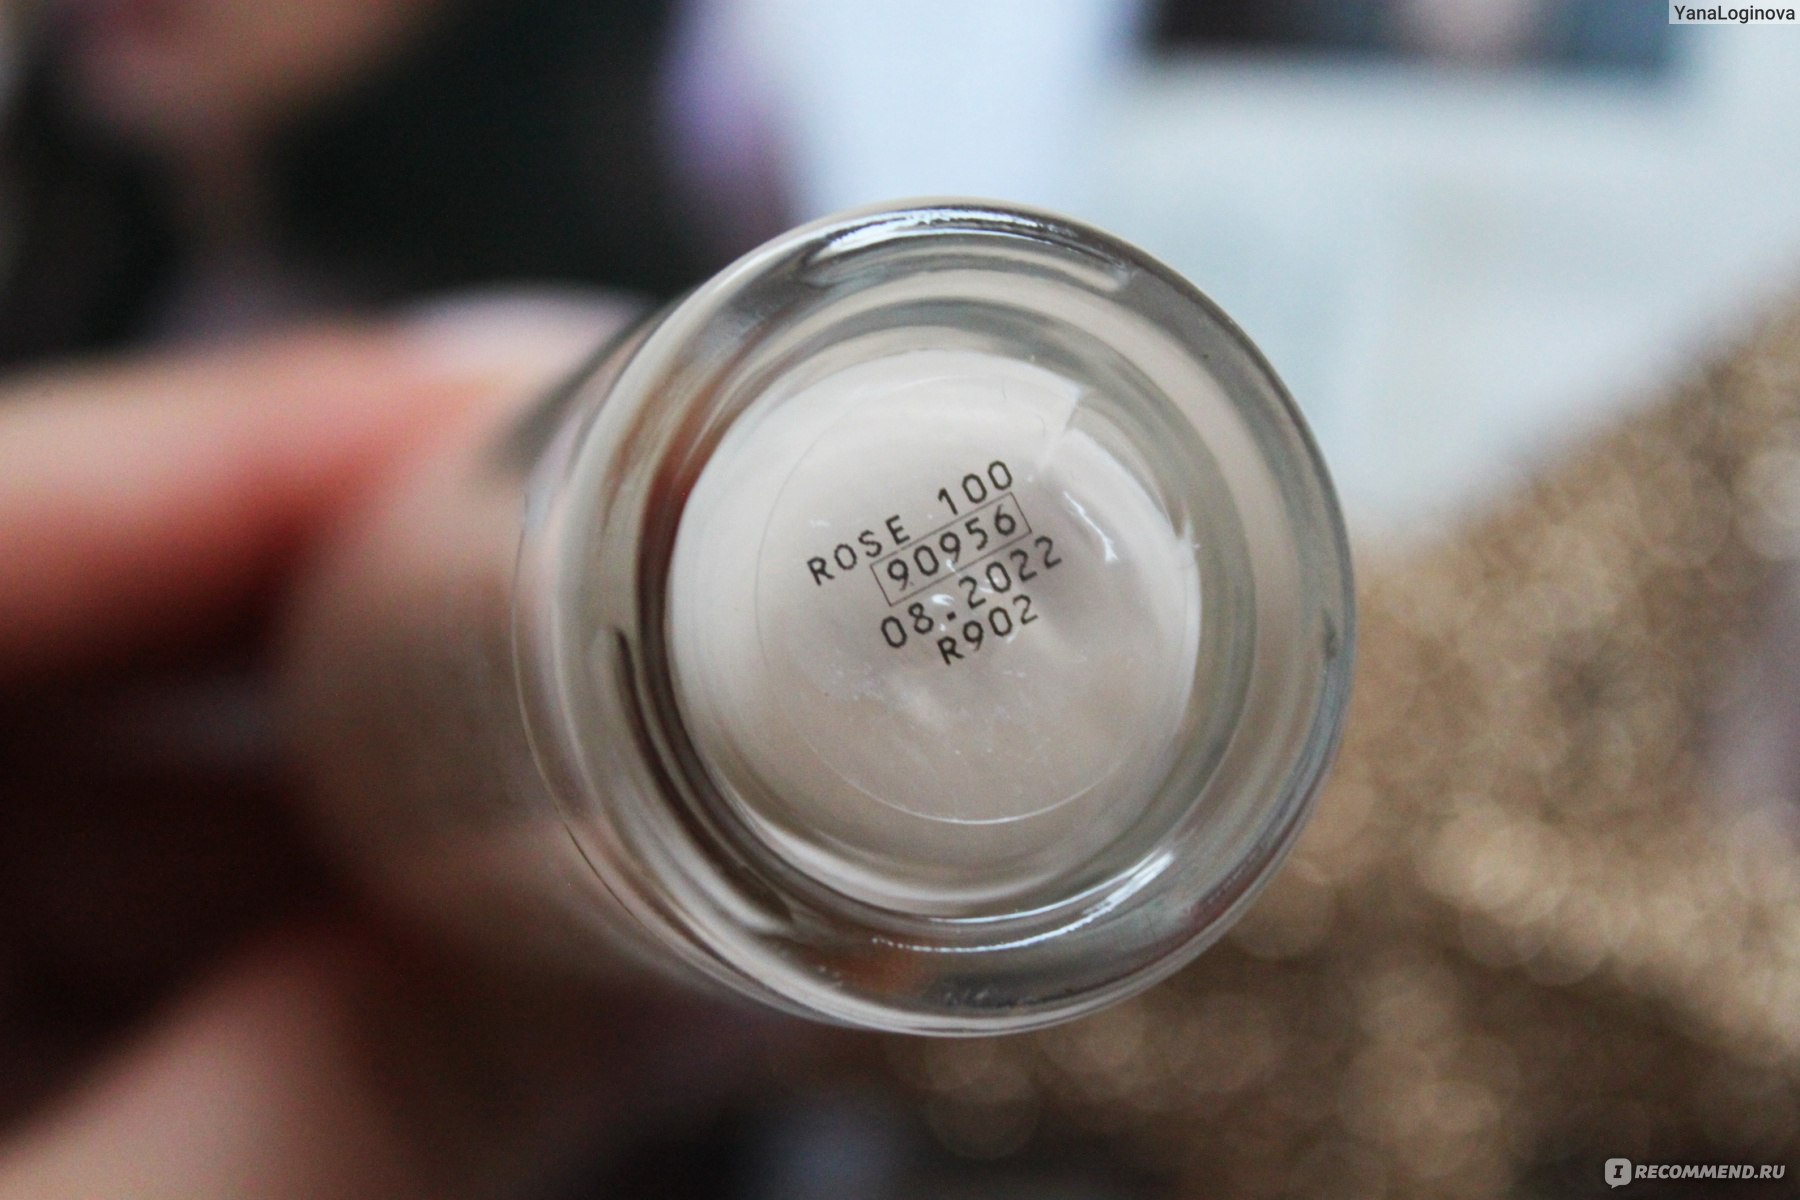 YanaLoginova
ROSE 100
90956
08.2022
R902
I RECOMMEND.RU